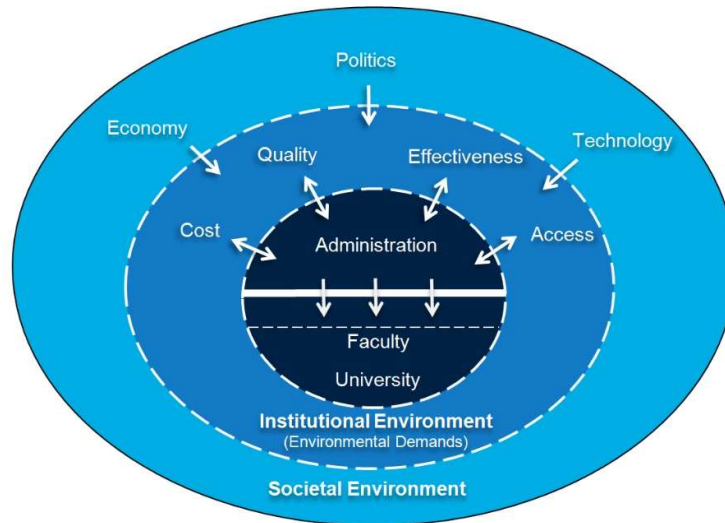 Politics
Economy
Technology
Quality
Effectiveness
Cost
Administration
Access
Faculty
University
Institutional Environment
(Environmental Demands)
Societal Environment